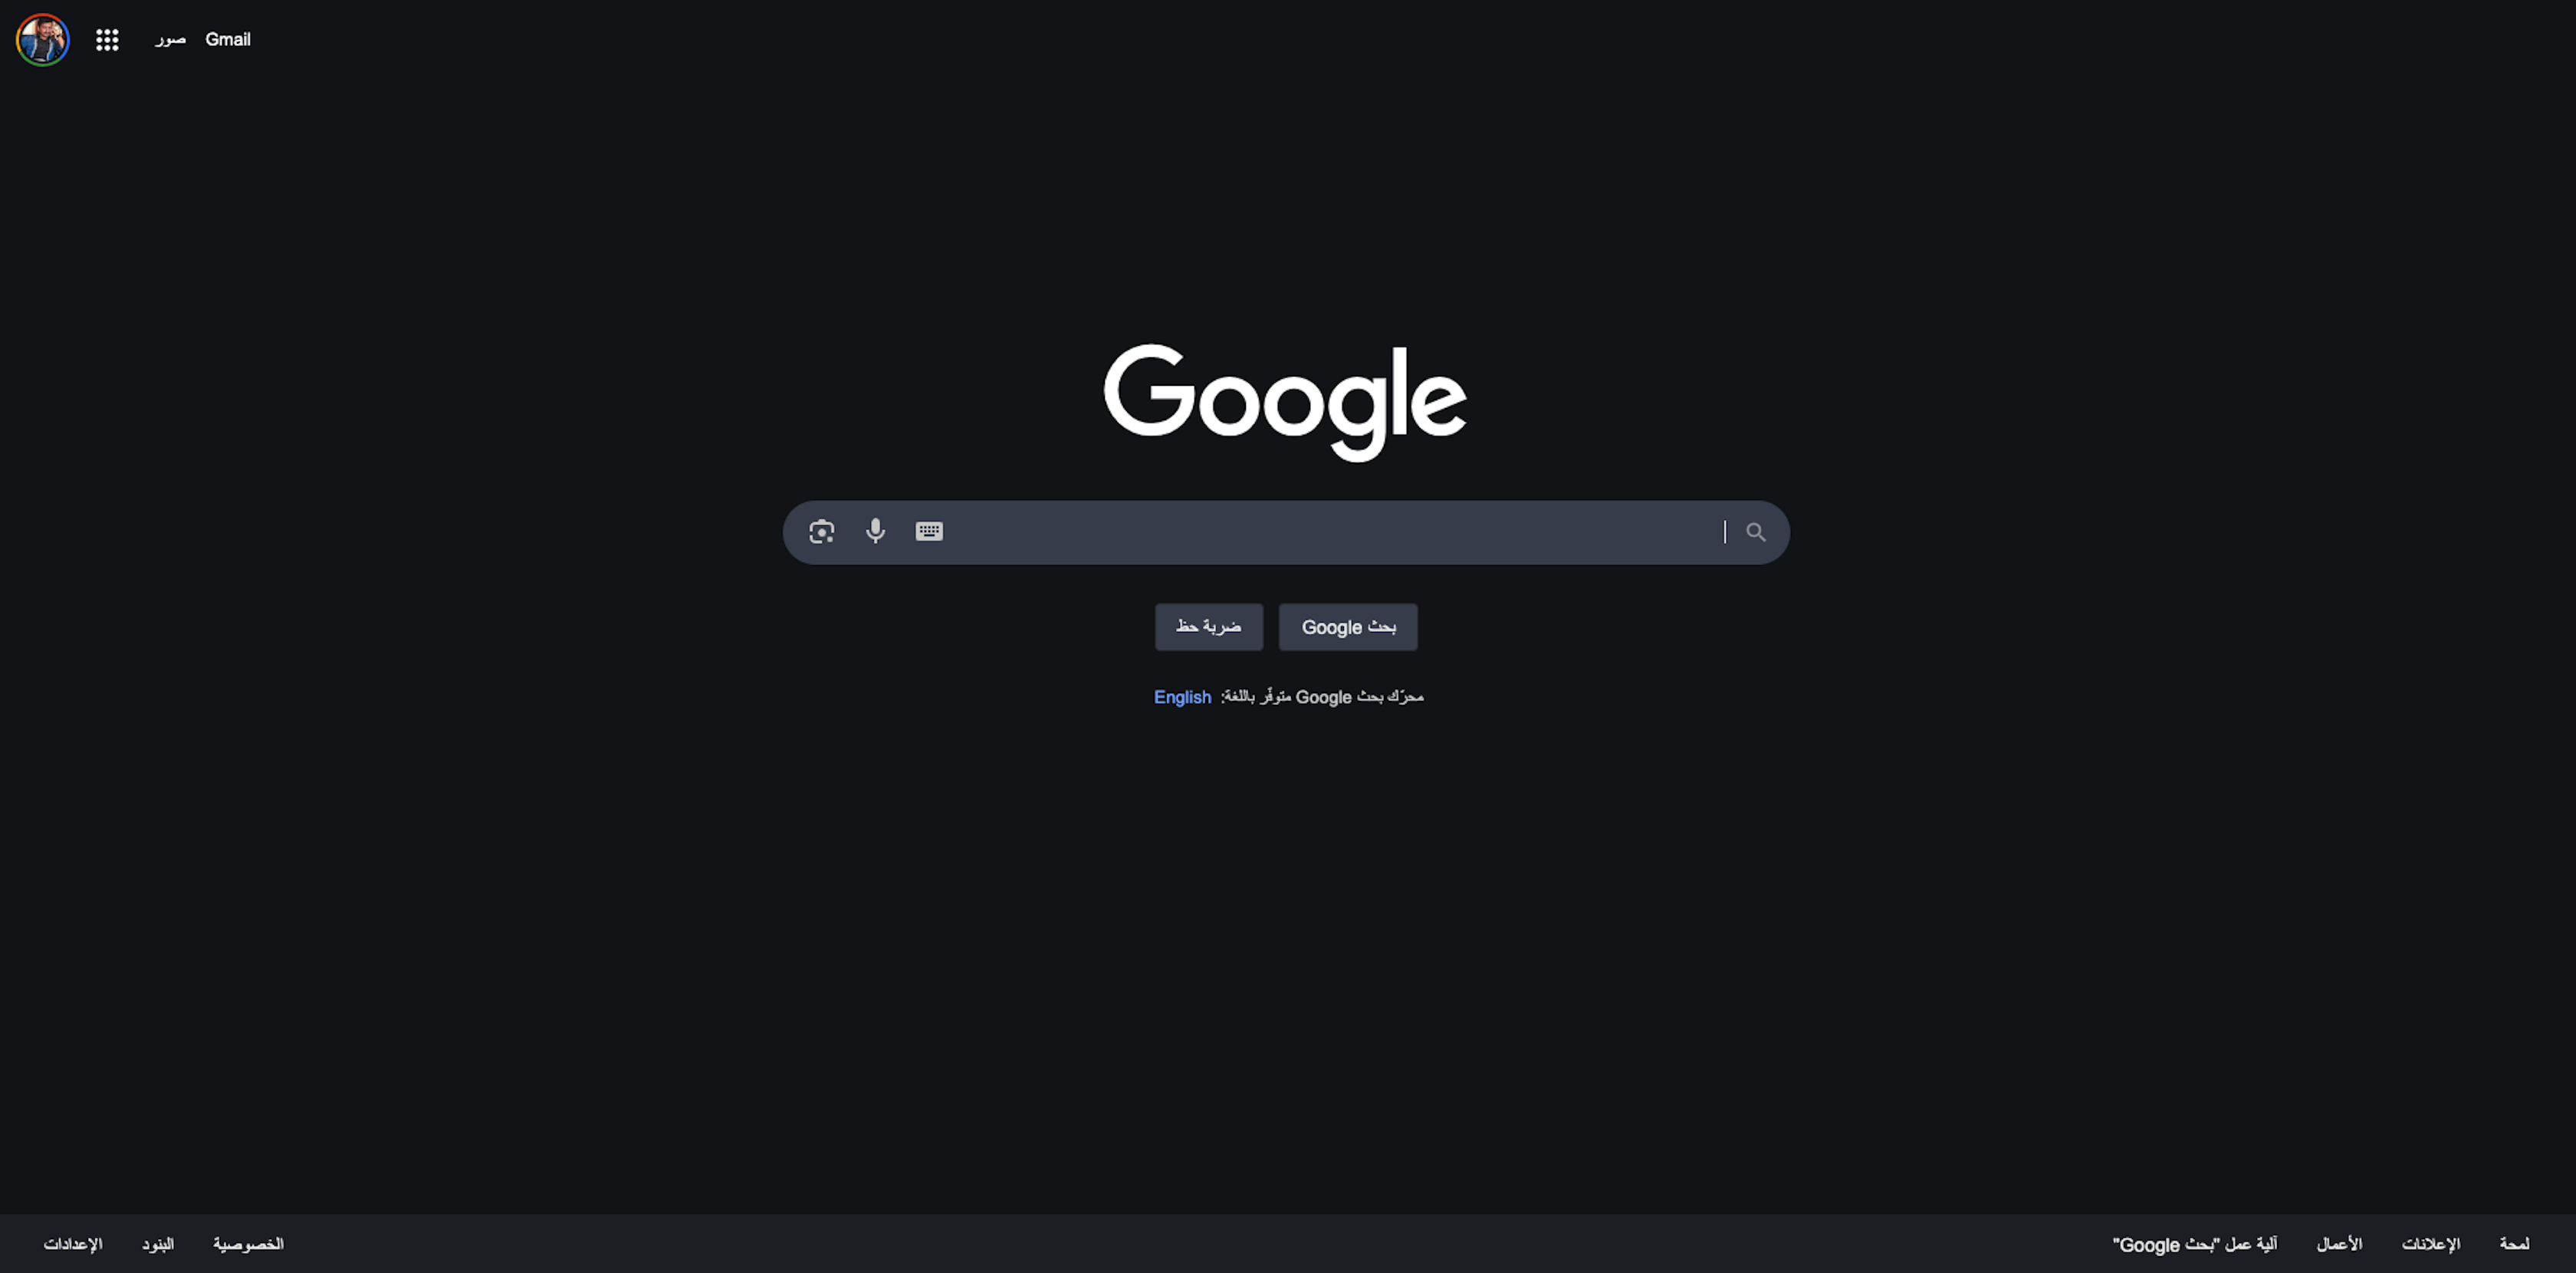 Gmail صور
Google
بحث Google
ضربة حظ
محرّك بحث Google متوفّر باللغة: English
لمحة الإعلانات الأعمال آلية عمل "بحث Google"
الخصوصية البنود الإعدادات